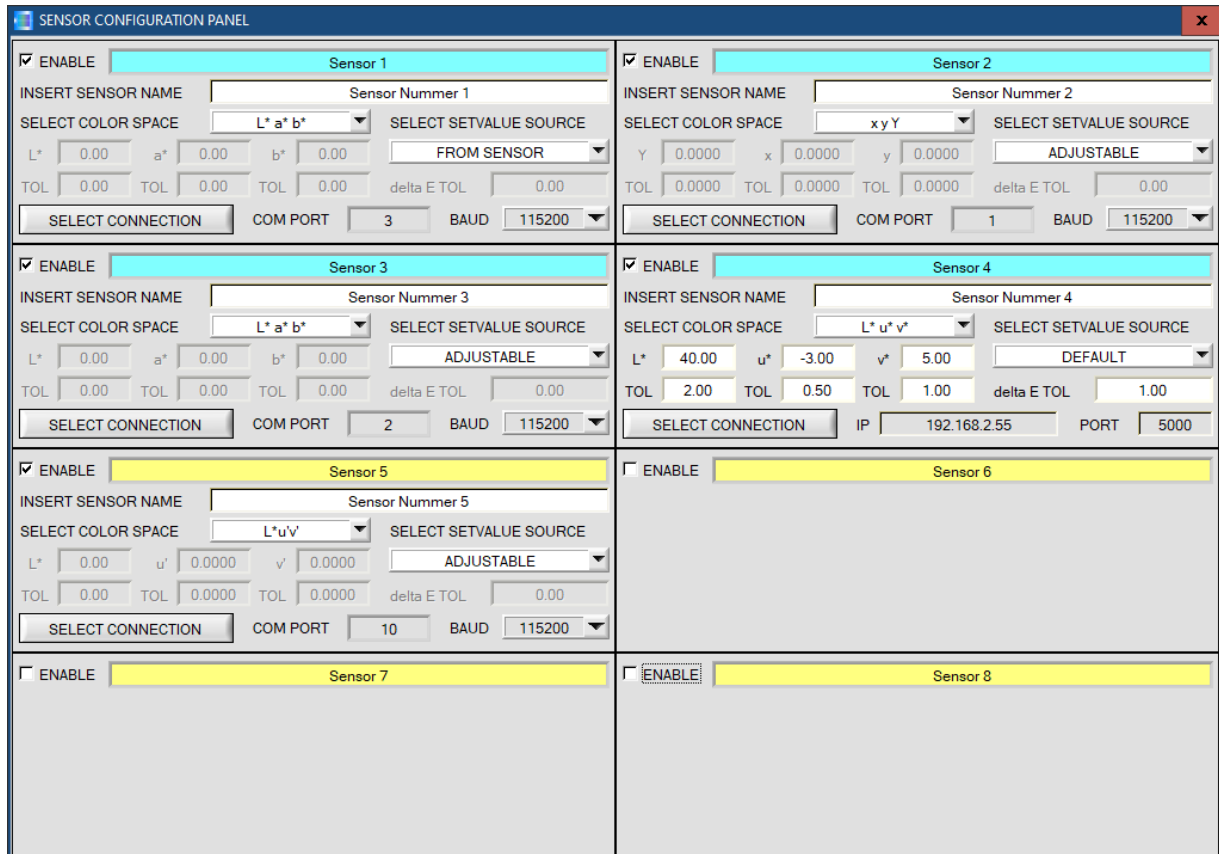 SENSOR CONFIGURATION PANEL x
ENABLE Sensor 1
INSERT SENSOR NAME Sensor Nummer 1
SELECT COLOR SPACE L* a* b* SELECT SETVALUE SOURCE
L* 0.00 a* 0.00 b* 0.00 FROM SENSOR
TOL 0.00 TOL 0.00 TOL 0.00 delta E TOL 0.00
SELECT CONNECTION COM PORT 3 BAUD 115200
ENABLE Sensor 2
INSERT SENSOR NAME Sensor Nummer 2
SELECT COLOR SPACE x y Y SELECT SETVALUE SOURCE
Y 0.0000 x 0.0000 y 0.0000 ADJUSTABLE
TOL 0.0000 TOL 0.0000 TOL 0.0000 delta E TOL 0.00
SELECT CONNECTION COM PORT 1 BAUD 115200
ENABLE Sensor 3
INSERT SENSOR NAME Sensor Nummer 3
SELECT COLOR SPACE L* a* b* SELECT SETVALUE SOURCE
L* 0.00 a* 0.00 b* 0.00 ADJUSTABLE
TOL 0.00 TOL 0.00 TOL 0.00 delta E TOL 0.00
SELECT CONNECTION COM PORT 2 BAUD 115200
ENABLE Sensor 4
INSERT SENSOR NAME Sensor Nummer 4
SELECT COLOR SPACE L* u* v* SELECT SETVALUE SOURCE
L* 40.00 u* -3.00 v* 5.00 DEFAULT
TOL 2.00 TOL 0.50 TOL 1.00 delta E TOL 1.00
SELECT CONNECTION IP 192.168.2.55 PORT 5000
ENABLE Sensor 5
INSERT SENSOR NAME Sensor Nummer 5
SELECT COLOR SPACE L*u'v' SELECT SETVALUE SOURCE
L* 0.00 u' 0.0000 v' 0.0000 ADJUSTABLE
TOL 0.00 TOL 0.0000 TOL 0.0000 delta E TOL 0.00
SELECT CONNECTION COM PORT 10 BAUD 115200
ENABLE Sensor 6
ENABLE Sensor 7
ENABLE Sensor 8